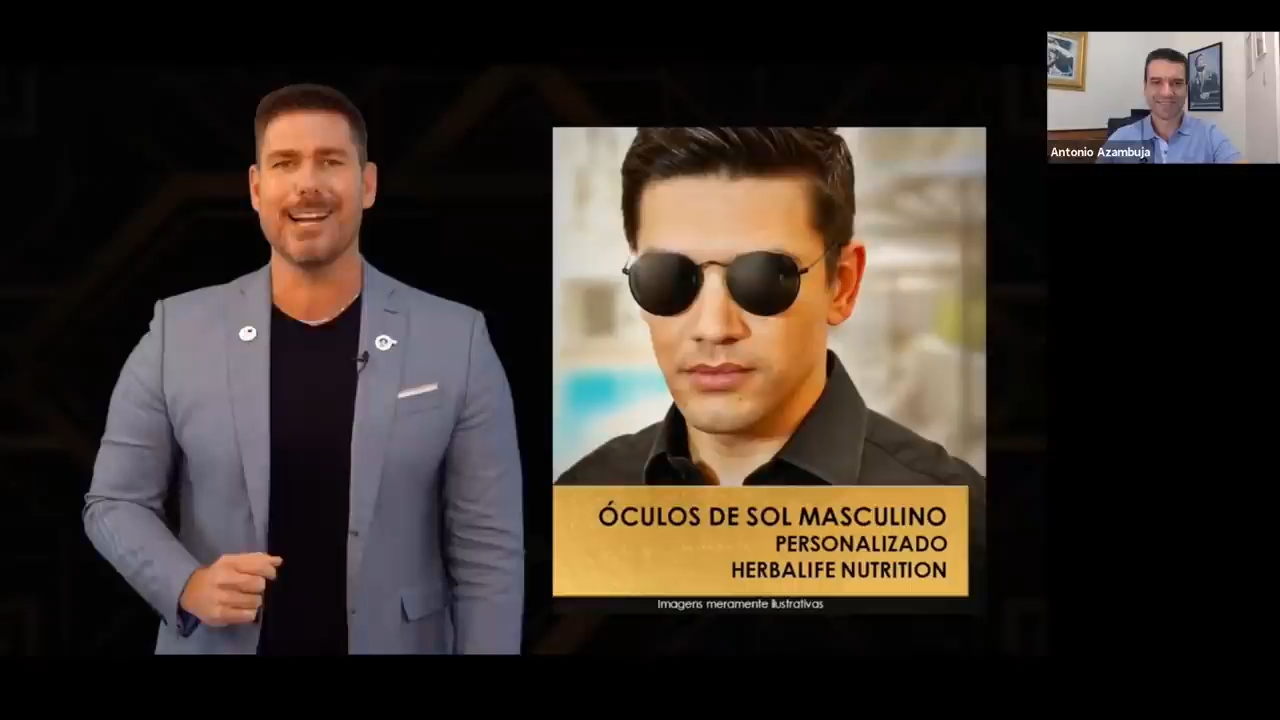 Antonio Azambuja
ÓCULOS DE SOL MASCULINO
PERSONALIZADO
HERBALIFE NUTRITION
Imagens meramente ilustrativas